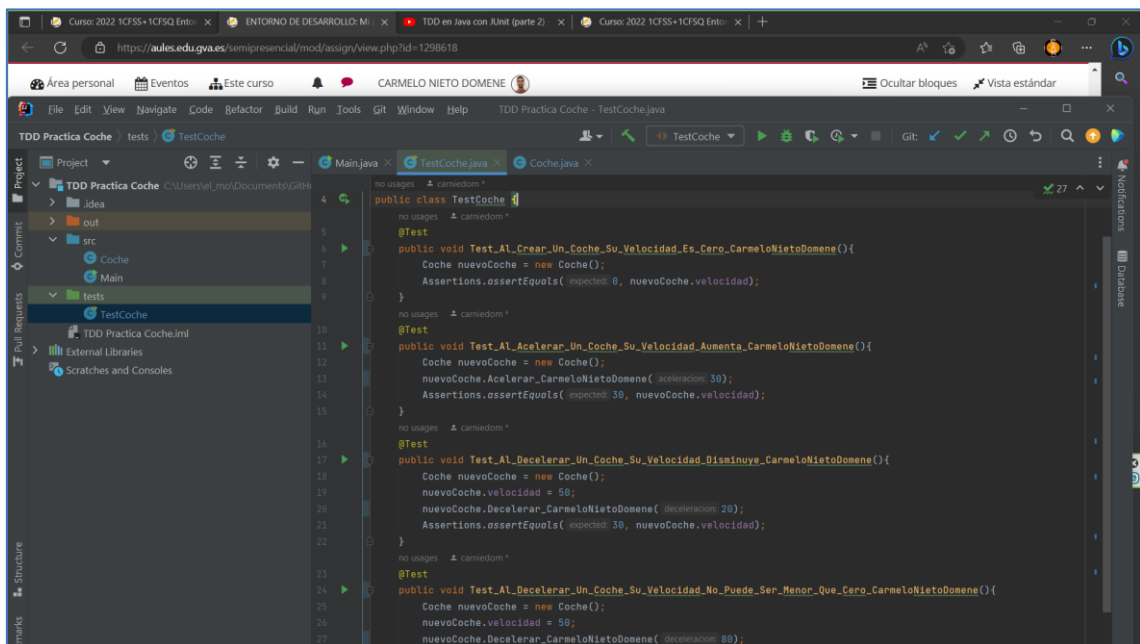 Curso: 2022 1CFSS+1CFSQ Entor
ENTORNO DE DESARROLLO: Mi
TDD en Java con JUnit (parte 2)
Curso: 2022 1CFSS+1CFSQ Entor
https://aules.edu.gva.es/semipresencial/mod/assign/view.php?id=1298618
Área personal Eventos Este curso CARMELO NIETO DOMENE Ocultar bloques Vista estándar
File Edit View Navigate Code Refactor Build Run Tools Git Window Help TDD Practica Coche - TestCoche.java
TDD Practica Coche tests TestCoche TestCoche Git:
Project Main.java TestCoche.java Coche.java
TDD Practica Coche C:\Users\el_mo\Documents\GitH
.idea
out
src
Coche
Main
tests
TestCoche
TDD Practica Coche.iml
External Libraries
Scratches and Consoles
Project
Commit
Pull Requests
Structure
marks
Notifications
Database
27
no usages carniedom *
4 public class TestCoche {
no usages carniedom *
5 @Test
6 public void Test_Al_Crear_Un_Coche_Su_Velocidad_Es_Cero_CarmeloNietoDomene(){
7 Coche nuevoCoche = new Coche();
8 Assertions.assertEquals( expected: 0, nuevoCoche.velocidad);
9 }
no usages carniedom *
10 @Test
11 public void Test_Al_Acelerar_Un_Coche_Su_Velocidad_Aumenta_CarmeloNietoDomene(){
12 Coche nuevoCoche = new Coche();
13 nuevoCoche.Acelerar_CarmeloNietoDomene( aceleracion: 30);
14 Assertions.assertEquals( expected: 30, nuevoCoche.velocidad);
15 }
no usages carniedom *
16 @Test
17 public void Test_Al_Decelerar_Un_Coche_Su_Velocidad_Disminuye_CarmeloNietoDomene(){
18 Coche nuevoCoche = new Coche();
19 nuevoCoche.velocidad = 50;
20 nuevoCoche.Decelerar_CarmeloNietoDomene( deceleracion: 20);
21 Assertions.assertEquals( expected: 30, nuevoCoche.velocidad);
22 }
no usages carniedom *
23 @Test
24 public void Test_Al_Decelerar_Un_Coche_Su_Velocidad_No_Puede_Ser_Menor_Que_Cero_CarmeloNietoDomene(){
25 Coche nuevoCoche = new Coche();
26 nuevoCoche.velocidad = 50;
27 nuevoCoche.Decelerar_CarmeloNietoDomene( deceleracion: 80);